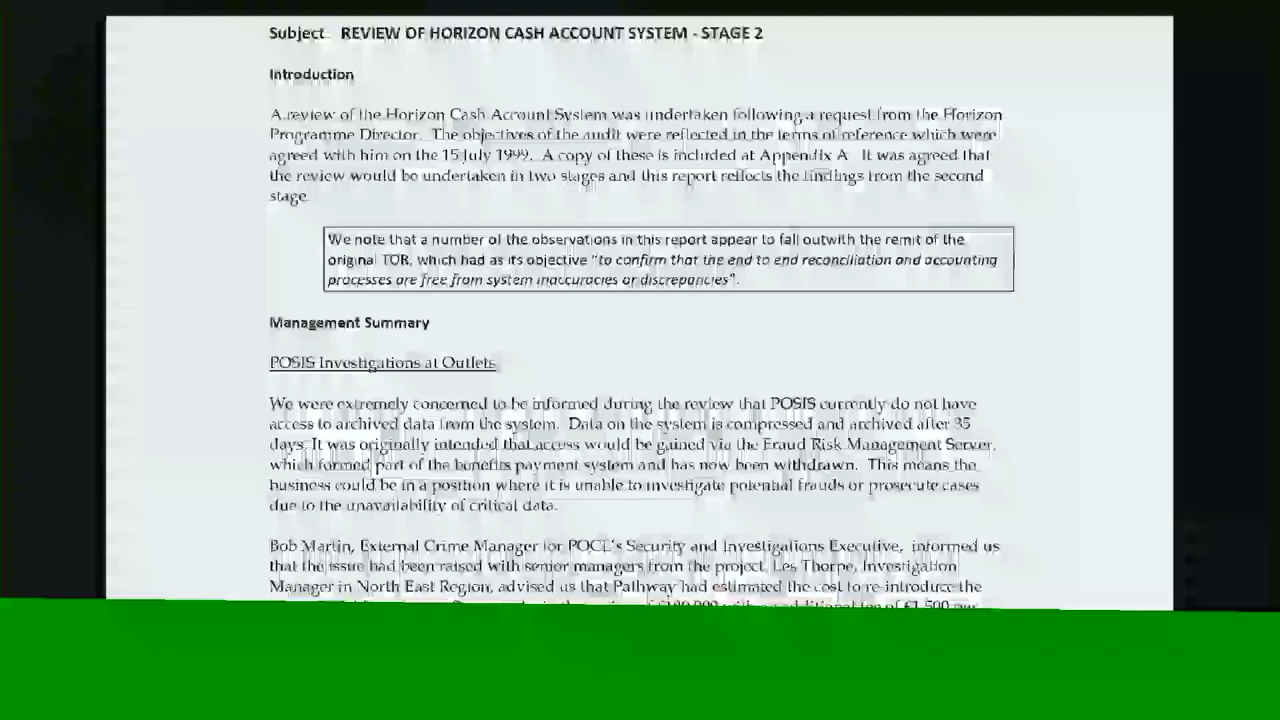 Subject REVIEW OF HORIZON CASH ACCOUNT SYSTEM - STAGE 2
Introduction
A review of the Horizon Cash Account System was undertaken following a request from the Horizon
Programme Director. The objectives of the audit were reflected in the terms of reference which were
agreed with him on the 15 July 1999. A copy of these is included at Appendix A It was agreed that
the review would be undertaken in two stages and this report reflects the findings from the second
stage
We note that a number of the observations in this report appear to fall outwith the remit of the
original TOR, which had as its objective "to confirm that the end to end reconciliation and accounting
processes are free from system inaccuracies or discrepancies".
Management Summary
POSIS Investigations at Outlets
We were extremely concerned to be informed during the review that POSIS currently do not have
access to archived data from the system. Data on the system is compressed and archived after 35
days. It was originally intended that access would be gained via the Fraud Risk Management Server,
which formed part of the benefits payment system and has now been withdrawn. This means the
business could be in a position where it is unable to investigate potential frauds or prosecute cases
due to the unavailability of critical data.
Bob Martin, External Crime Manager for POCL's Security and Investigations Executive, informed us
that the issue had been raised with senior managers from the project. Les Thorpe, Investigation
Manager in North East Region, advised us that Pathway had estimated the cost to re-introduce the